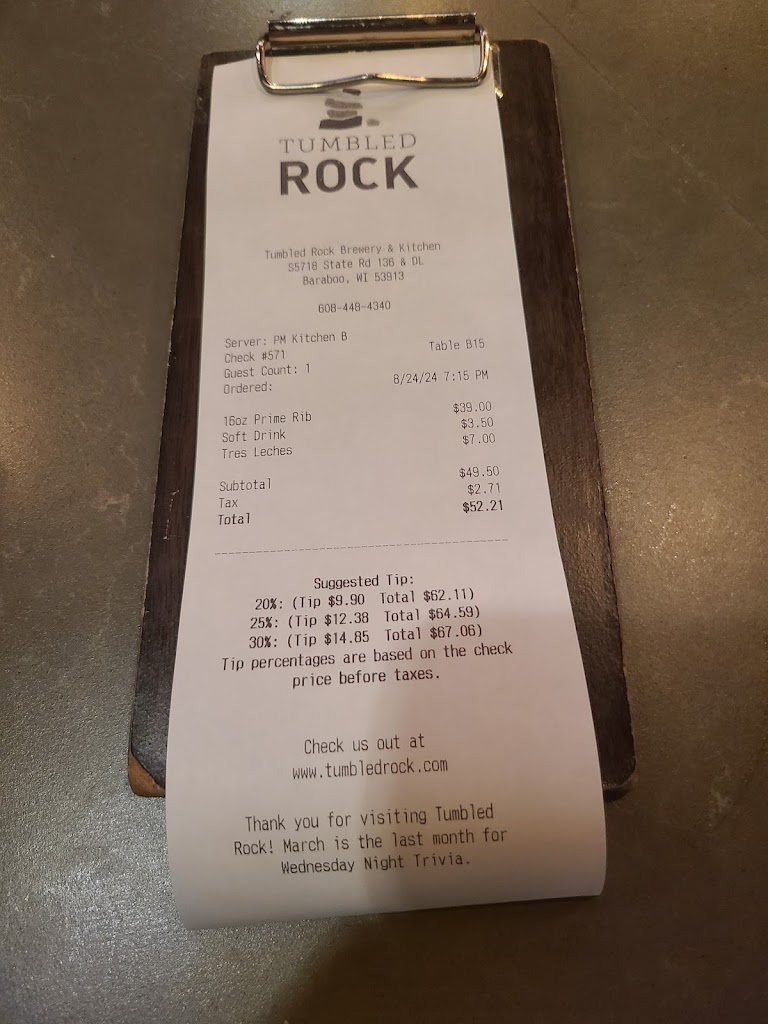 TUMBLED
ROCK
Tumbled Rock Brewery & Kitchen
S5718 State Rd 136 & DL
Baraboo, WI 53913
608-448-4340
Server: PM Kitchen B
Check #571 Table B15
Guest Count: 1
Ordered: 8/24/24 7:15 PM
16oz Prime Rib $39.00
Soft Drink $3.50
Tres Leches $7.00
Subtotal $49.50
Tax $2.71
Total $52.21
Suggested Tip:
20%: (Tip $9.90 Total $62.11)
25%: (Tip $12.38 Total $64.59)
30%: (Tip $14.85 Total $67.06)
Tip percentages are based on the check
price before taxes.
Check us out at
www.tumbledrock.com
Thank you for visiting Tumbled
Rock! March is the last month for
Wednesday Night Trivia.